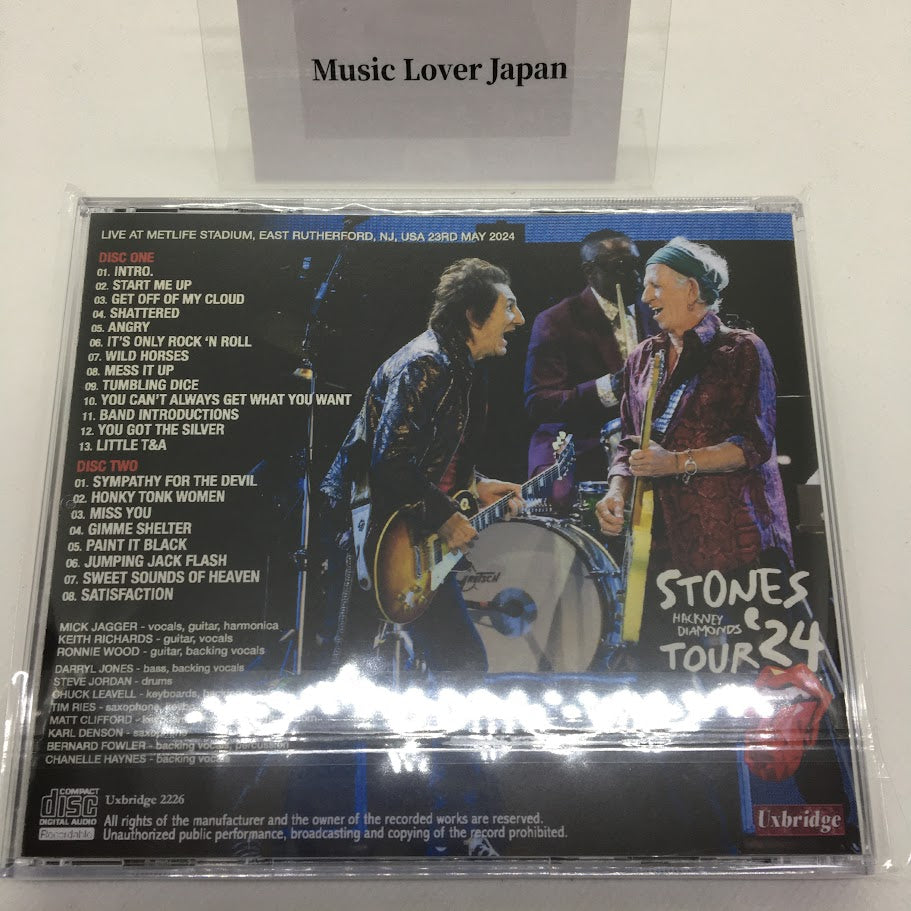 Music Lover Japan
LIVE AT METLIFE STADIUM, EAST RUTHERFORD, NJ, USA 23RD MAY 2024
DISC ONE
01. INTRO.
02. START ME UP
03. GET OFF OF MY CLOUD
04. SHATTERED
05. ANGRY
06. IT'S ONLY ROCK 'N ROLL
07. WILD HORSES
08. MESS IT UP
09. TUMBLING DICE
10. YOU CAN'T ALWAYS GET WHAT YOU WANT
11. BAND INTRODUCTIONS
12. YOU GOT THE SILVER
13. LITTLE T&A
DISC TWO
01. SYMPATHY FOR THE DEVIL
02. HONKY TONK WOMEN
03. MISS YOU
04. GIMME SHELTER
05. PAINT IT BLACK
06. JUMPING JACK FLASH
07. SWEET SOUNDS OF HEAVEN
08. SATISFACTION
MICK JAGGER - vocals, guitar, harmonica
KEITH RICHARDS - guitar, vocals
RONNIE WOOD - guitar, backing vocals
DARRYL JONES - bass, backing vocals
STEVE JORDAN - drums
CHUCK LEAVELL - keyboards,
TIM RIES - saxophone,
MATT CLIFFORD -
KARL DENSON -
BERNARD FOWLER - backing vocals, percussion
CHANELLE HAYNES - backing
GRETSCH
STONES
HACKNEY
DIAMONDS
TOUR '24
COMPACT
disc
DIGITAL AUDIO
Recordable
Uxbridge 2226
All rights of the manufacturer and the owner of the recorded works are reserved.
Unauthorized public performance, broadcasting and copying of the record prohibited.
Uxbridge